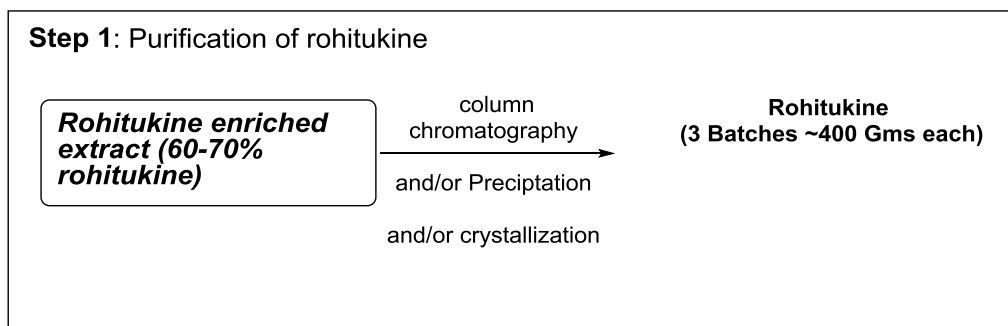 Step 1: Purification of rohitukine
Rohitukine enriched
extract (60-70%
rohitukine)
column
chromatography
and/or Preciptation
and/or crystallization
Rohitukine
(3 Batches ~400 Gms each)